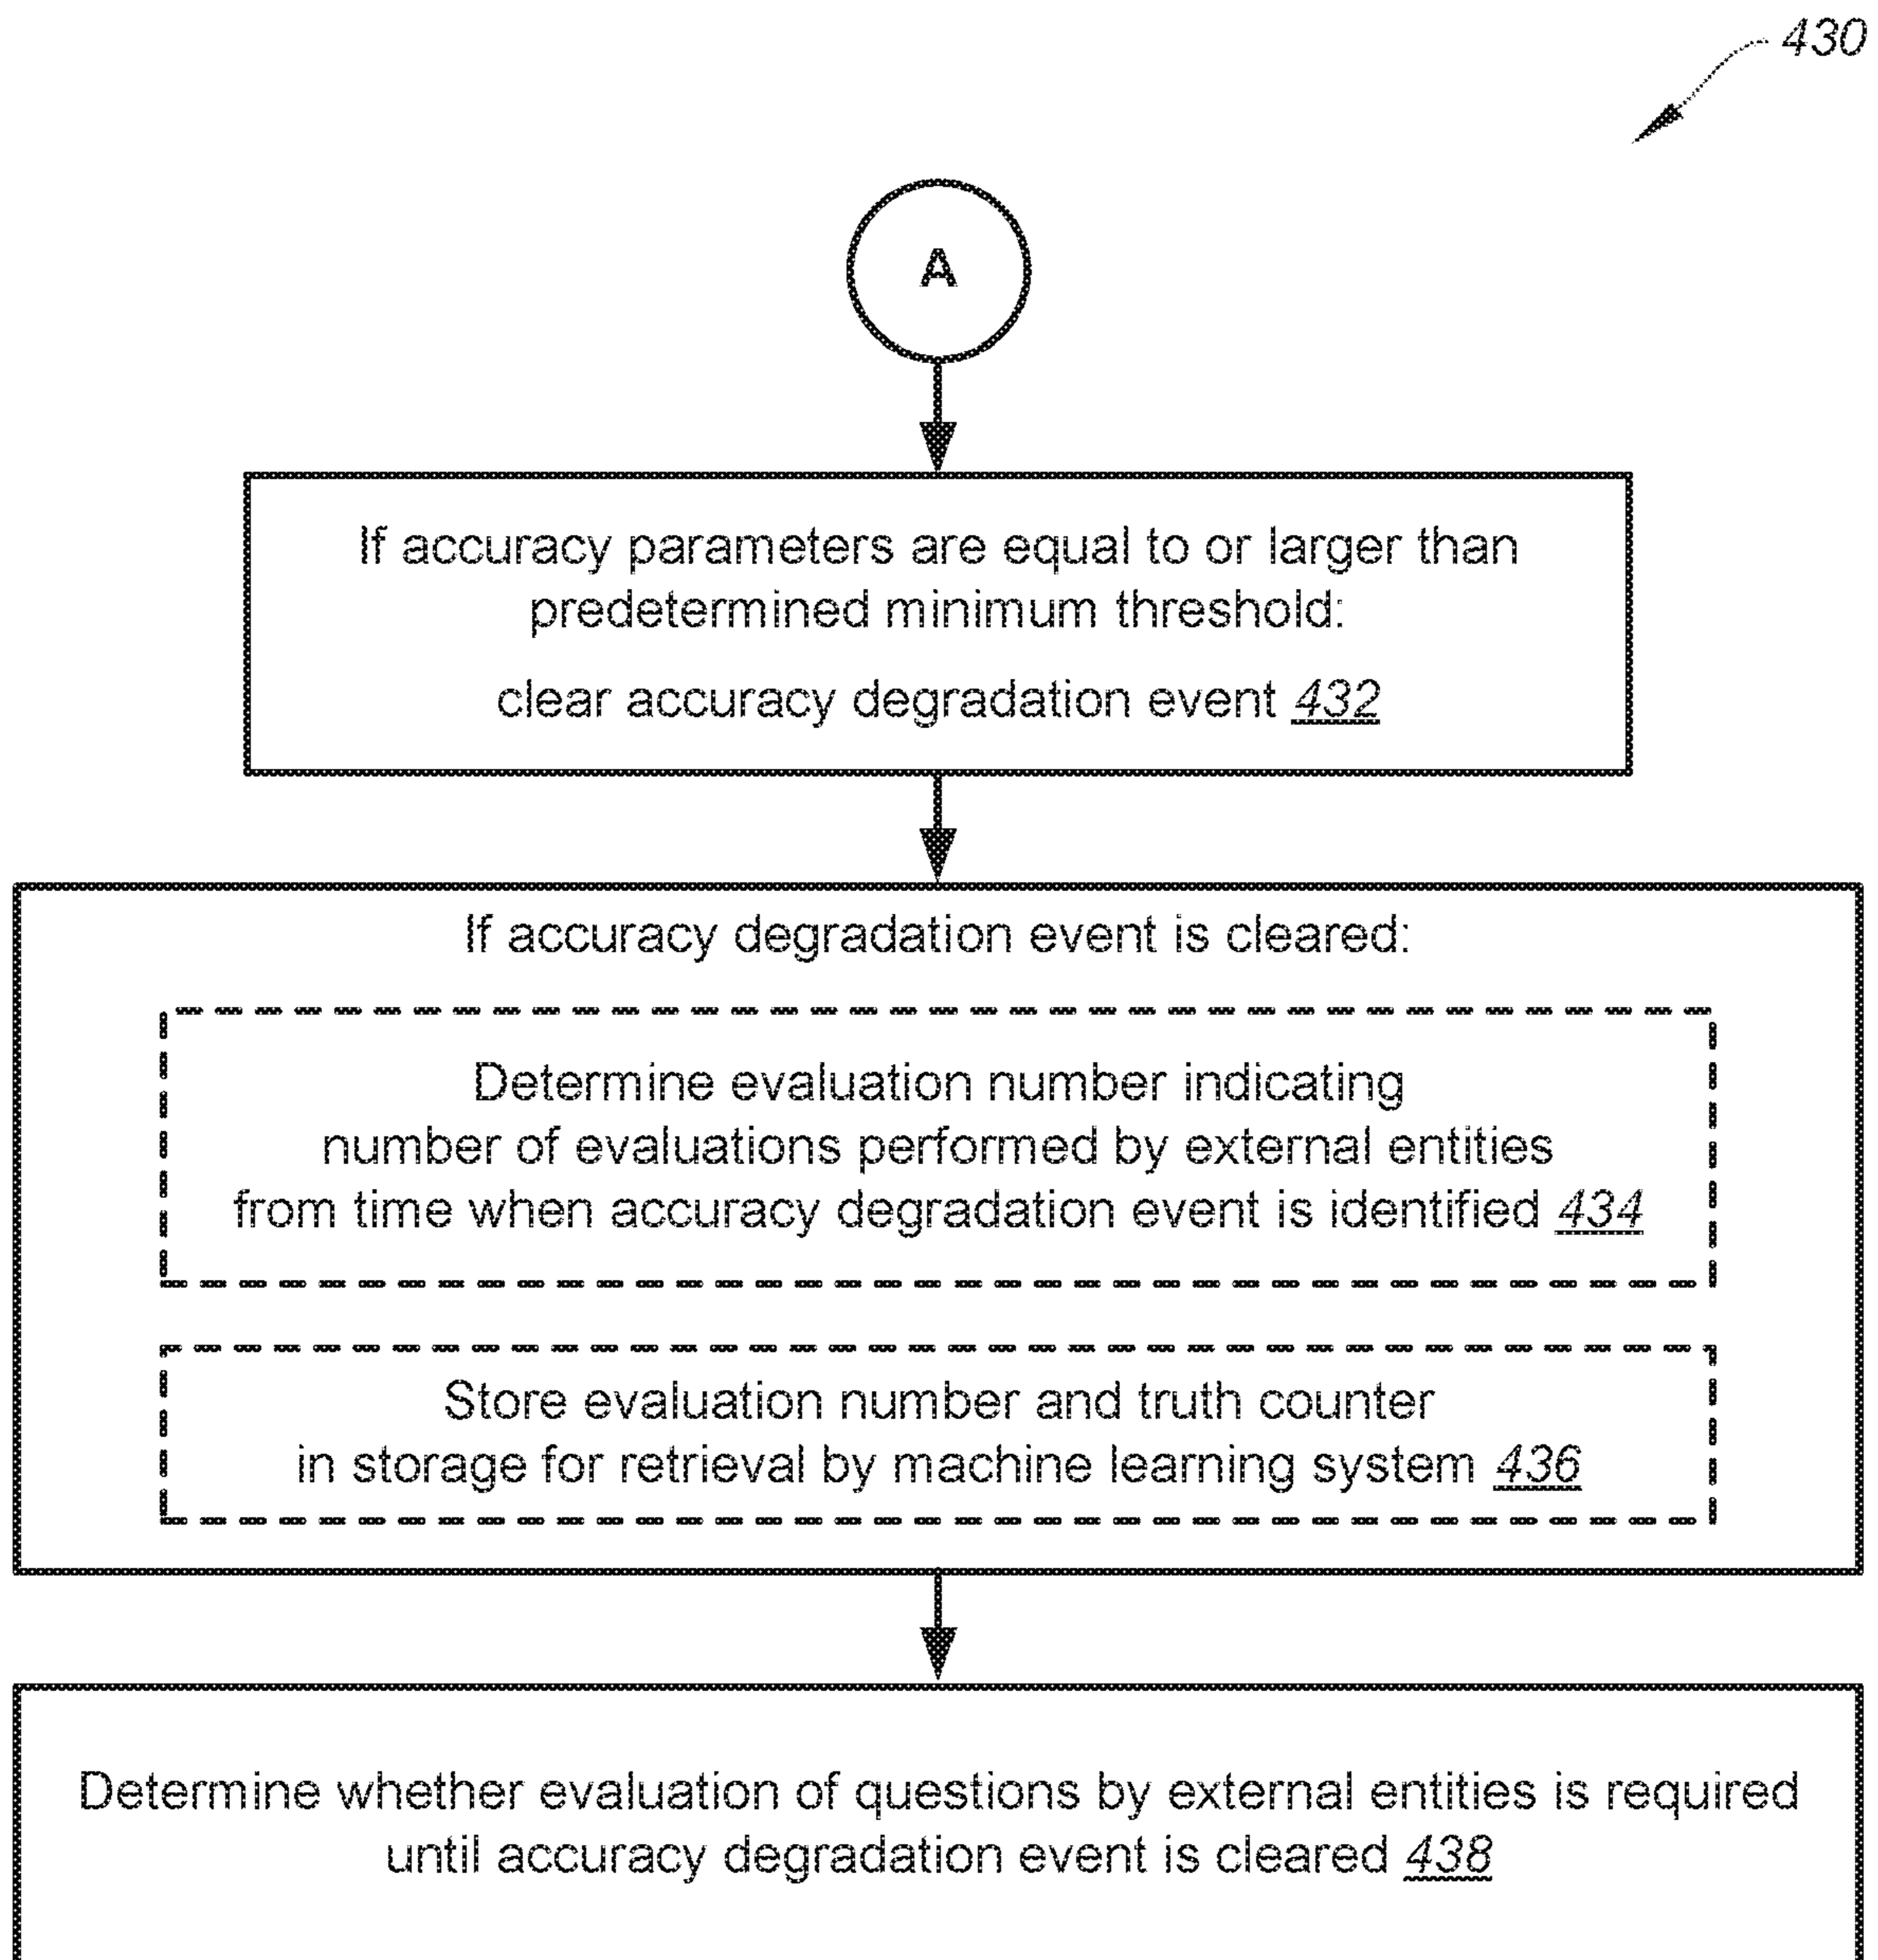 430
A
If accuracy parameters are equal to or larger than
predetermined minimum threshold:
clear accuracy degradation event 432
If accuracy degradation event is cleared:
Determine evaluation number indicating
number of evaluations performed by external entities
from time when accuracy degradation event is identified 434
Store evaluation number and truth counter
in storage for retrieval by machine learning system 436
Determine whether evaluation of questions by external entities is required
until accuracy degradation event is cleared 438